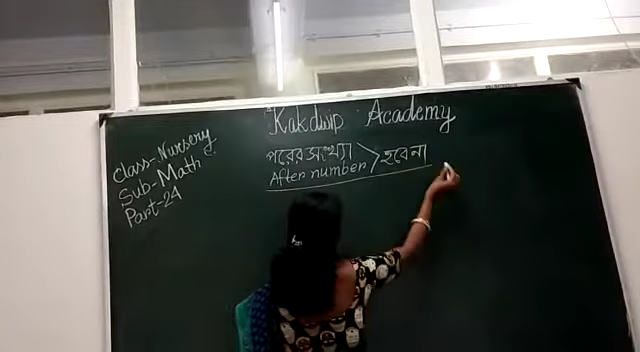 Kakdwip Academy
Class-Nursery
Sub-Math
Part-24
পরের সংখ্যা
After number
হবে না